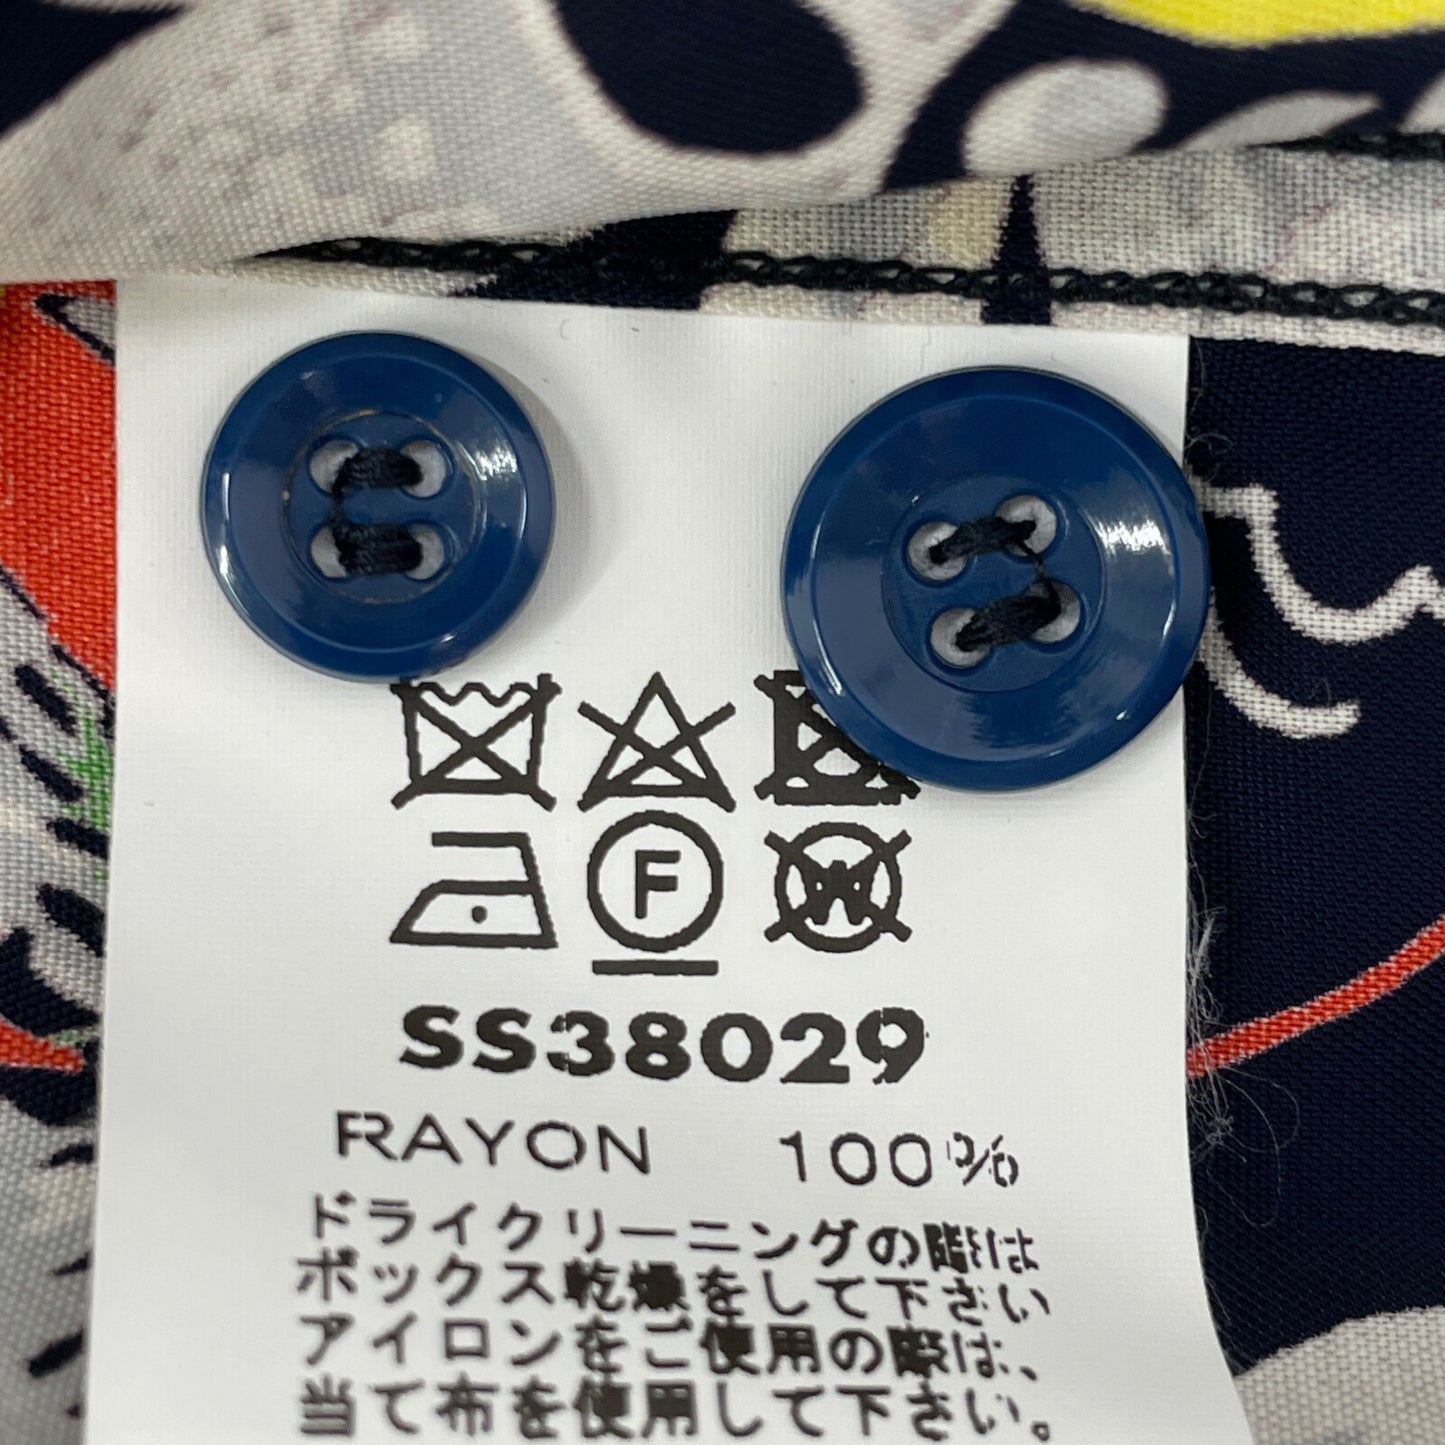 F
W
SS38029
RAYON 100%
ドライクリーニングの際は
ボックス乾燥をして下さい
アイロンをご使用の際は、
当て布を使用して下さい。